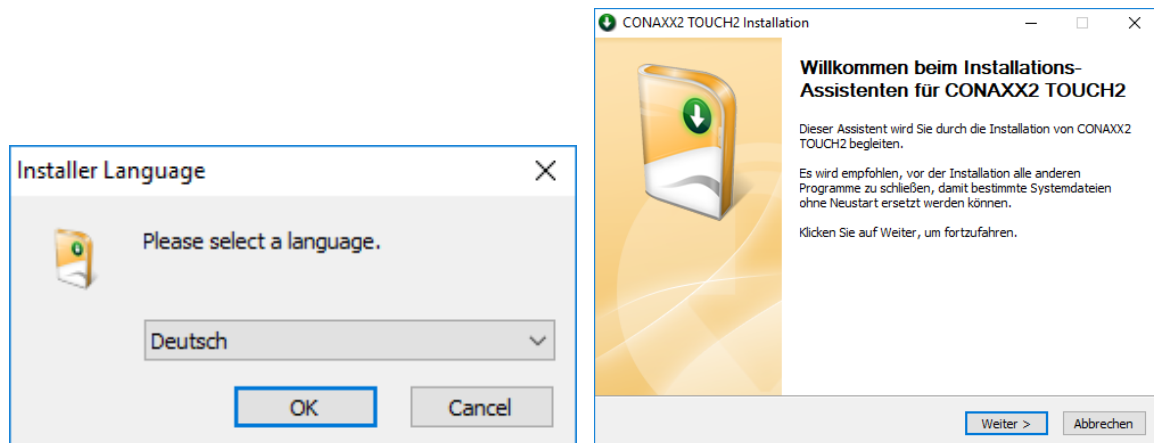 Installer Language
Please select a language.
Deutsch
OK
Cancel
CONAXX2 TOUCH2 Installation
Willkommen beim Installations-
Assistenten für CONAXX2 TOUCH2
Dieser Assistent wird Sie durch die Installation von CONAXX2
TOUCH2 begleiten.
Es wird empfohlen, vor der Installation alle anderen
Programme zu schließen, damit bestimmte Systemdateien
ohne Neustart ersetzt werden können.
Klicken Sie auf Weiter, um fortzufahren.
Weiter >
Abbrechen